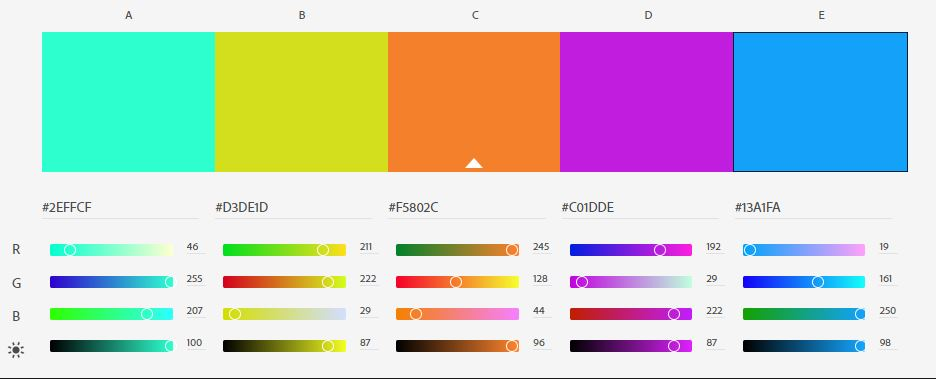 A B C D E
#2EFFCF #D3DE1D #F5802C #C01DDE #13A1FA
R 46 211 245 192 19
G 255 222 128 29 161
B 207 29 44 222 250
100 87 96 87 98